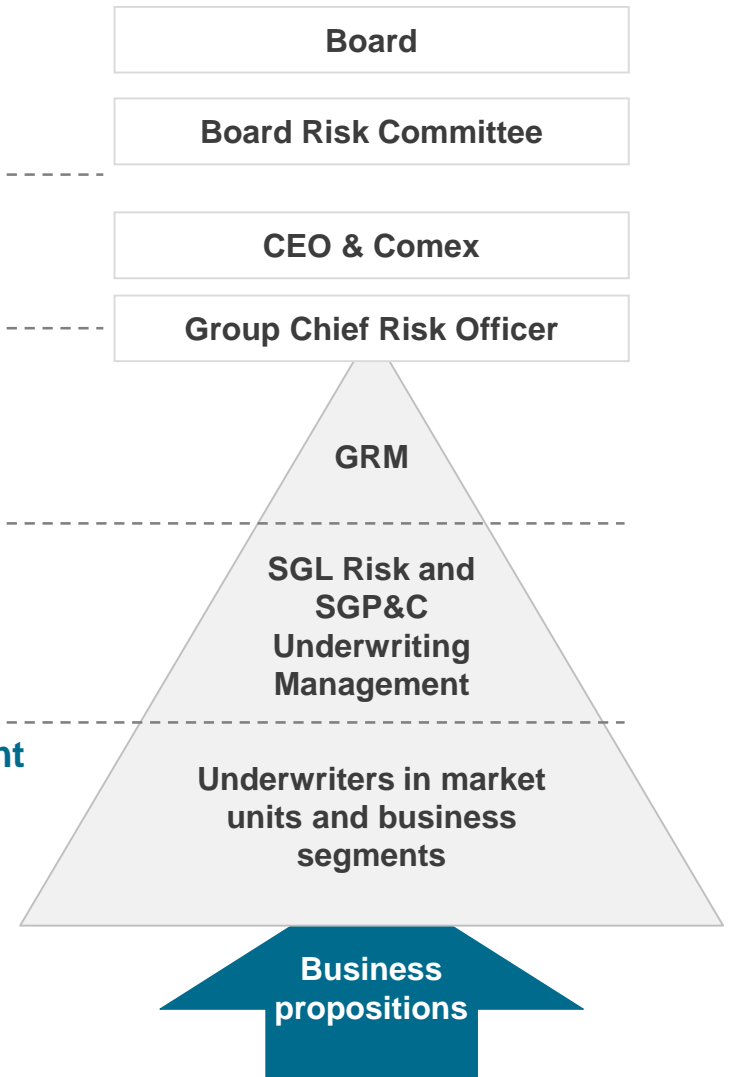 Board
Board Risk Committee
CEO & Comex
Group Chief Risk Officer
GRM
SGL Risk and
SGP&C
Underwriting
Management
nt
Underwriters in market
units and business
segments
Business
propositions